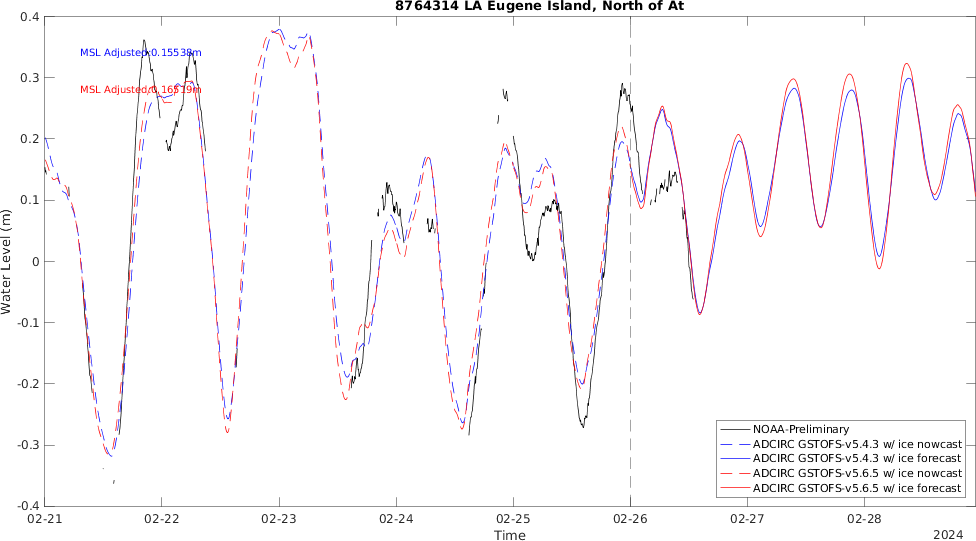 8764314 LA Eugene Island, North of At
0.4
0.3
0.2
0.1
0
-0.1
-0.2
-0.3
-0.4
Water Level (m)
MSL Adjusted:0.15538m
MSL Adjusted:0.16519m
NOAA-Preliminary
ADCIRC GSTOFS-v5.4.3 w/ ice nowcast
ADCIRC GSTOFS-v5.4.3 w/ ice forecast
ADCIRC GSTOFS-v5.6.5 w/ ice nowcast
ADCIRC GSTOFS-v5.6.5 w/ ice forecast
02-21 02-22 02-23 02-24 02-25 02-26 02-27 02-28
Time
2024